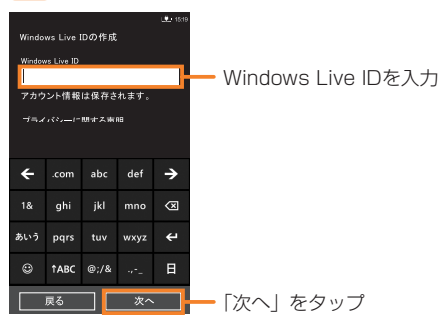 15:19
Windows Live IDの作成
Windows Live ID
Windows Live IDを入力
アカウント情報は保存されます。
プライバシーに関する声明
← .com abc def →
1& ghi jkl mno
あいう pqrs tuv wxyz
↑ABC @;/& .,-_ 日
戻る 次へ
「次へ」をタップ